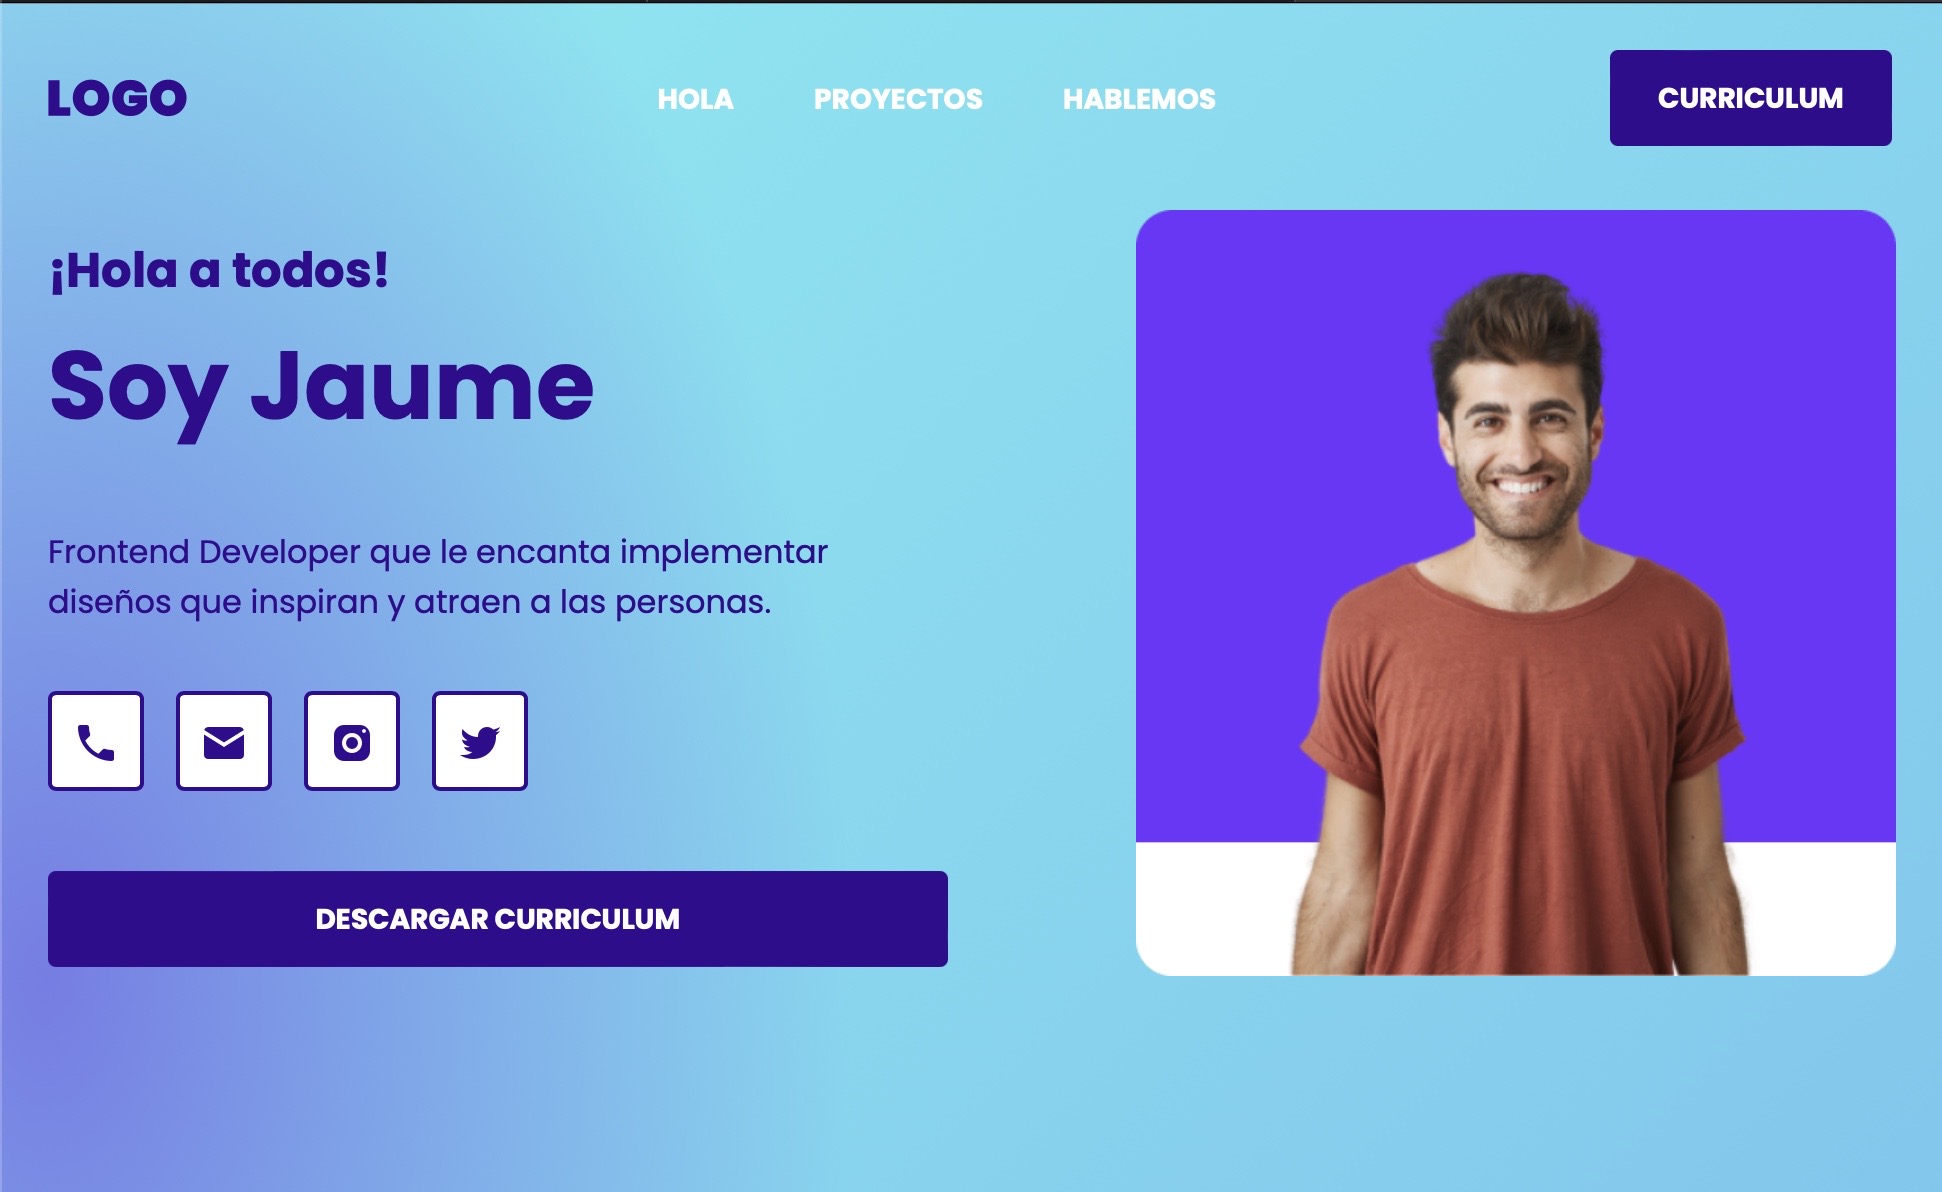 LOGO
HOLA
PROYECTOS
HABLEMOS
CURRICULUM
¡Hola a todos!
Soy Jaume
Frontend Developer que le encanta implementar
diseños que inspiran y atraen a las personas.
DESCARGAR CURRICULUM